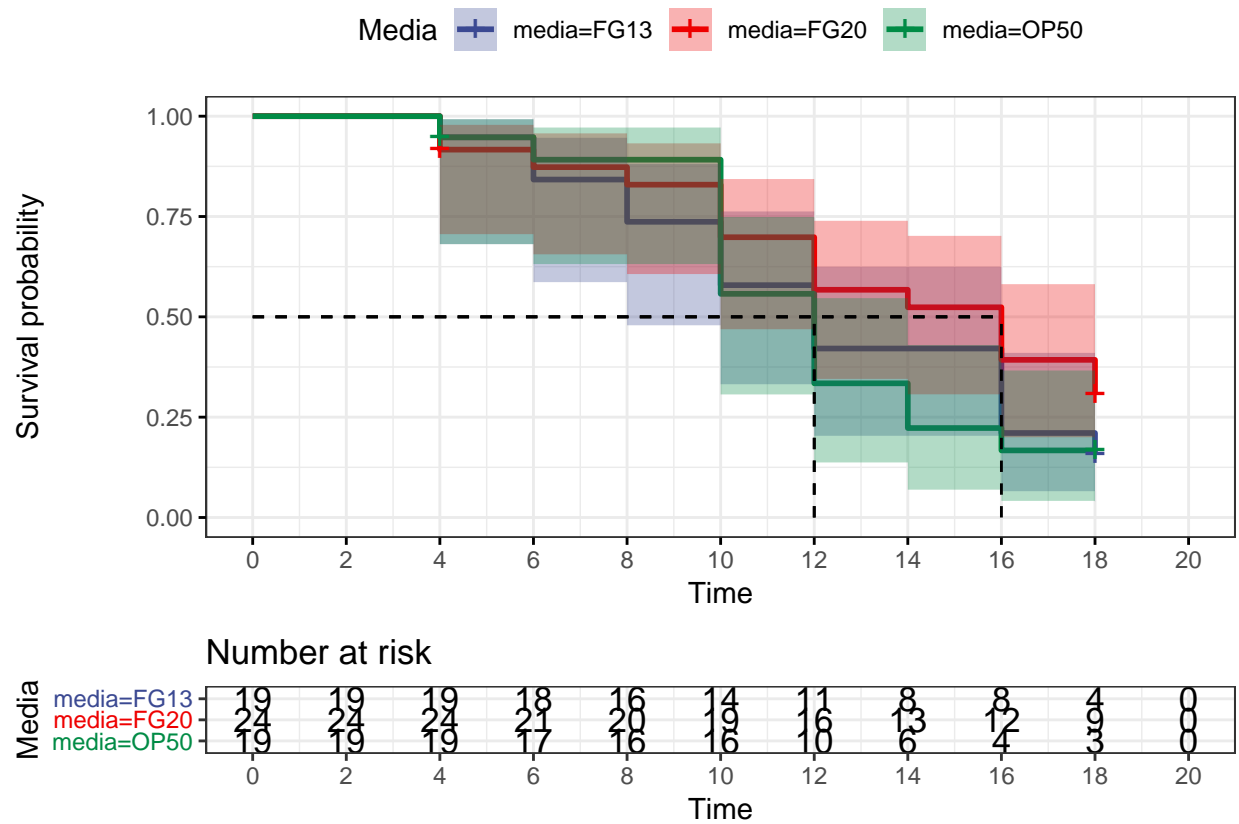 Media media=FG13 media=FG20 media=OP50
Survival probability
1.00
0.75
0.50
0.25
0.00
0 2 4 6 8 10 12 14 16 18 20
Time
Number at risk
Media
media=FG13 19 19 19 18 16 14 11 8 8 4 0
media=FG20 24 24 24 21 20 19 16 13 12 9 0
media=OP50 19 19 19 17 16 16 10 6 4 3 0
0 2 4 6 8 10 12 14 16 18 20
Time